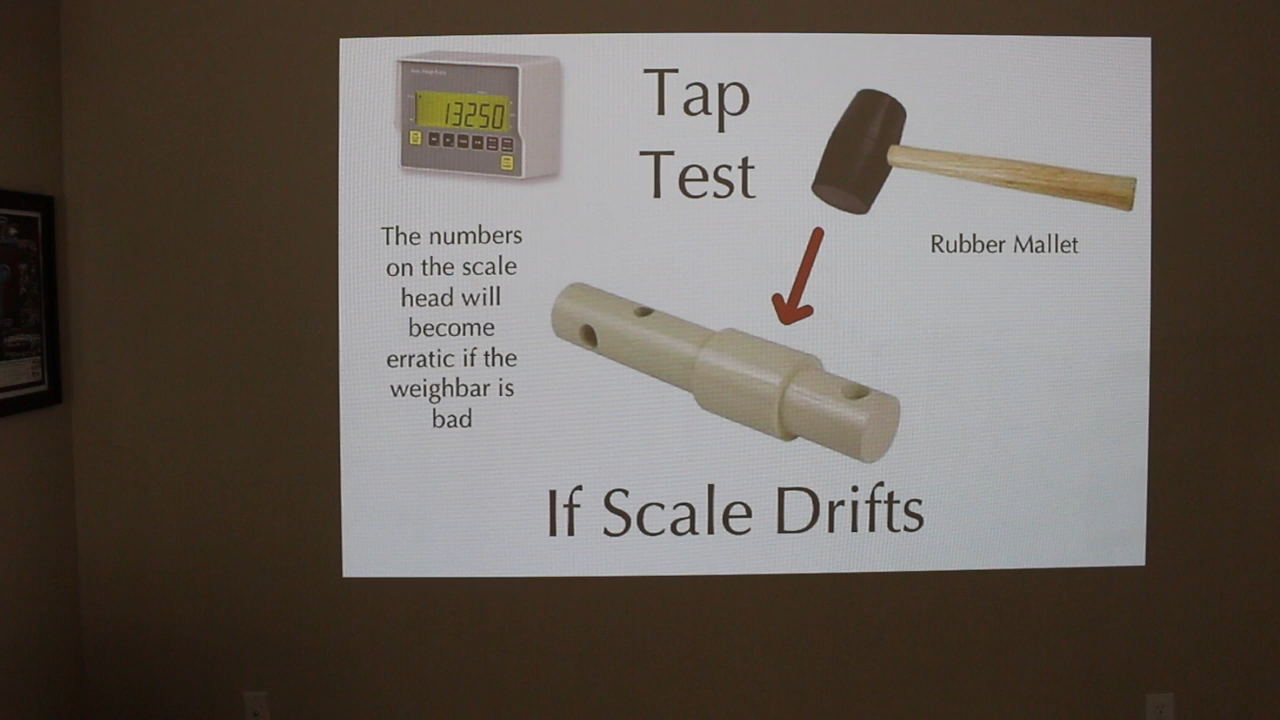 13250
Tap
Test
Rubber Mallet
The numbers
on the scale
head will
become
erratic if the
weighbar is
bad
If Scale Drifts